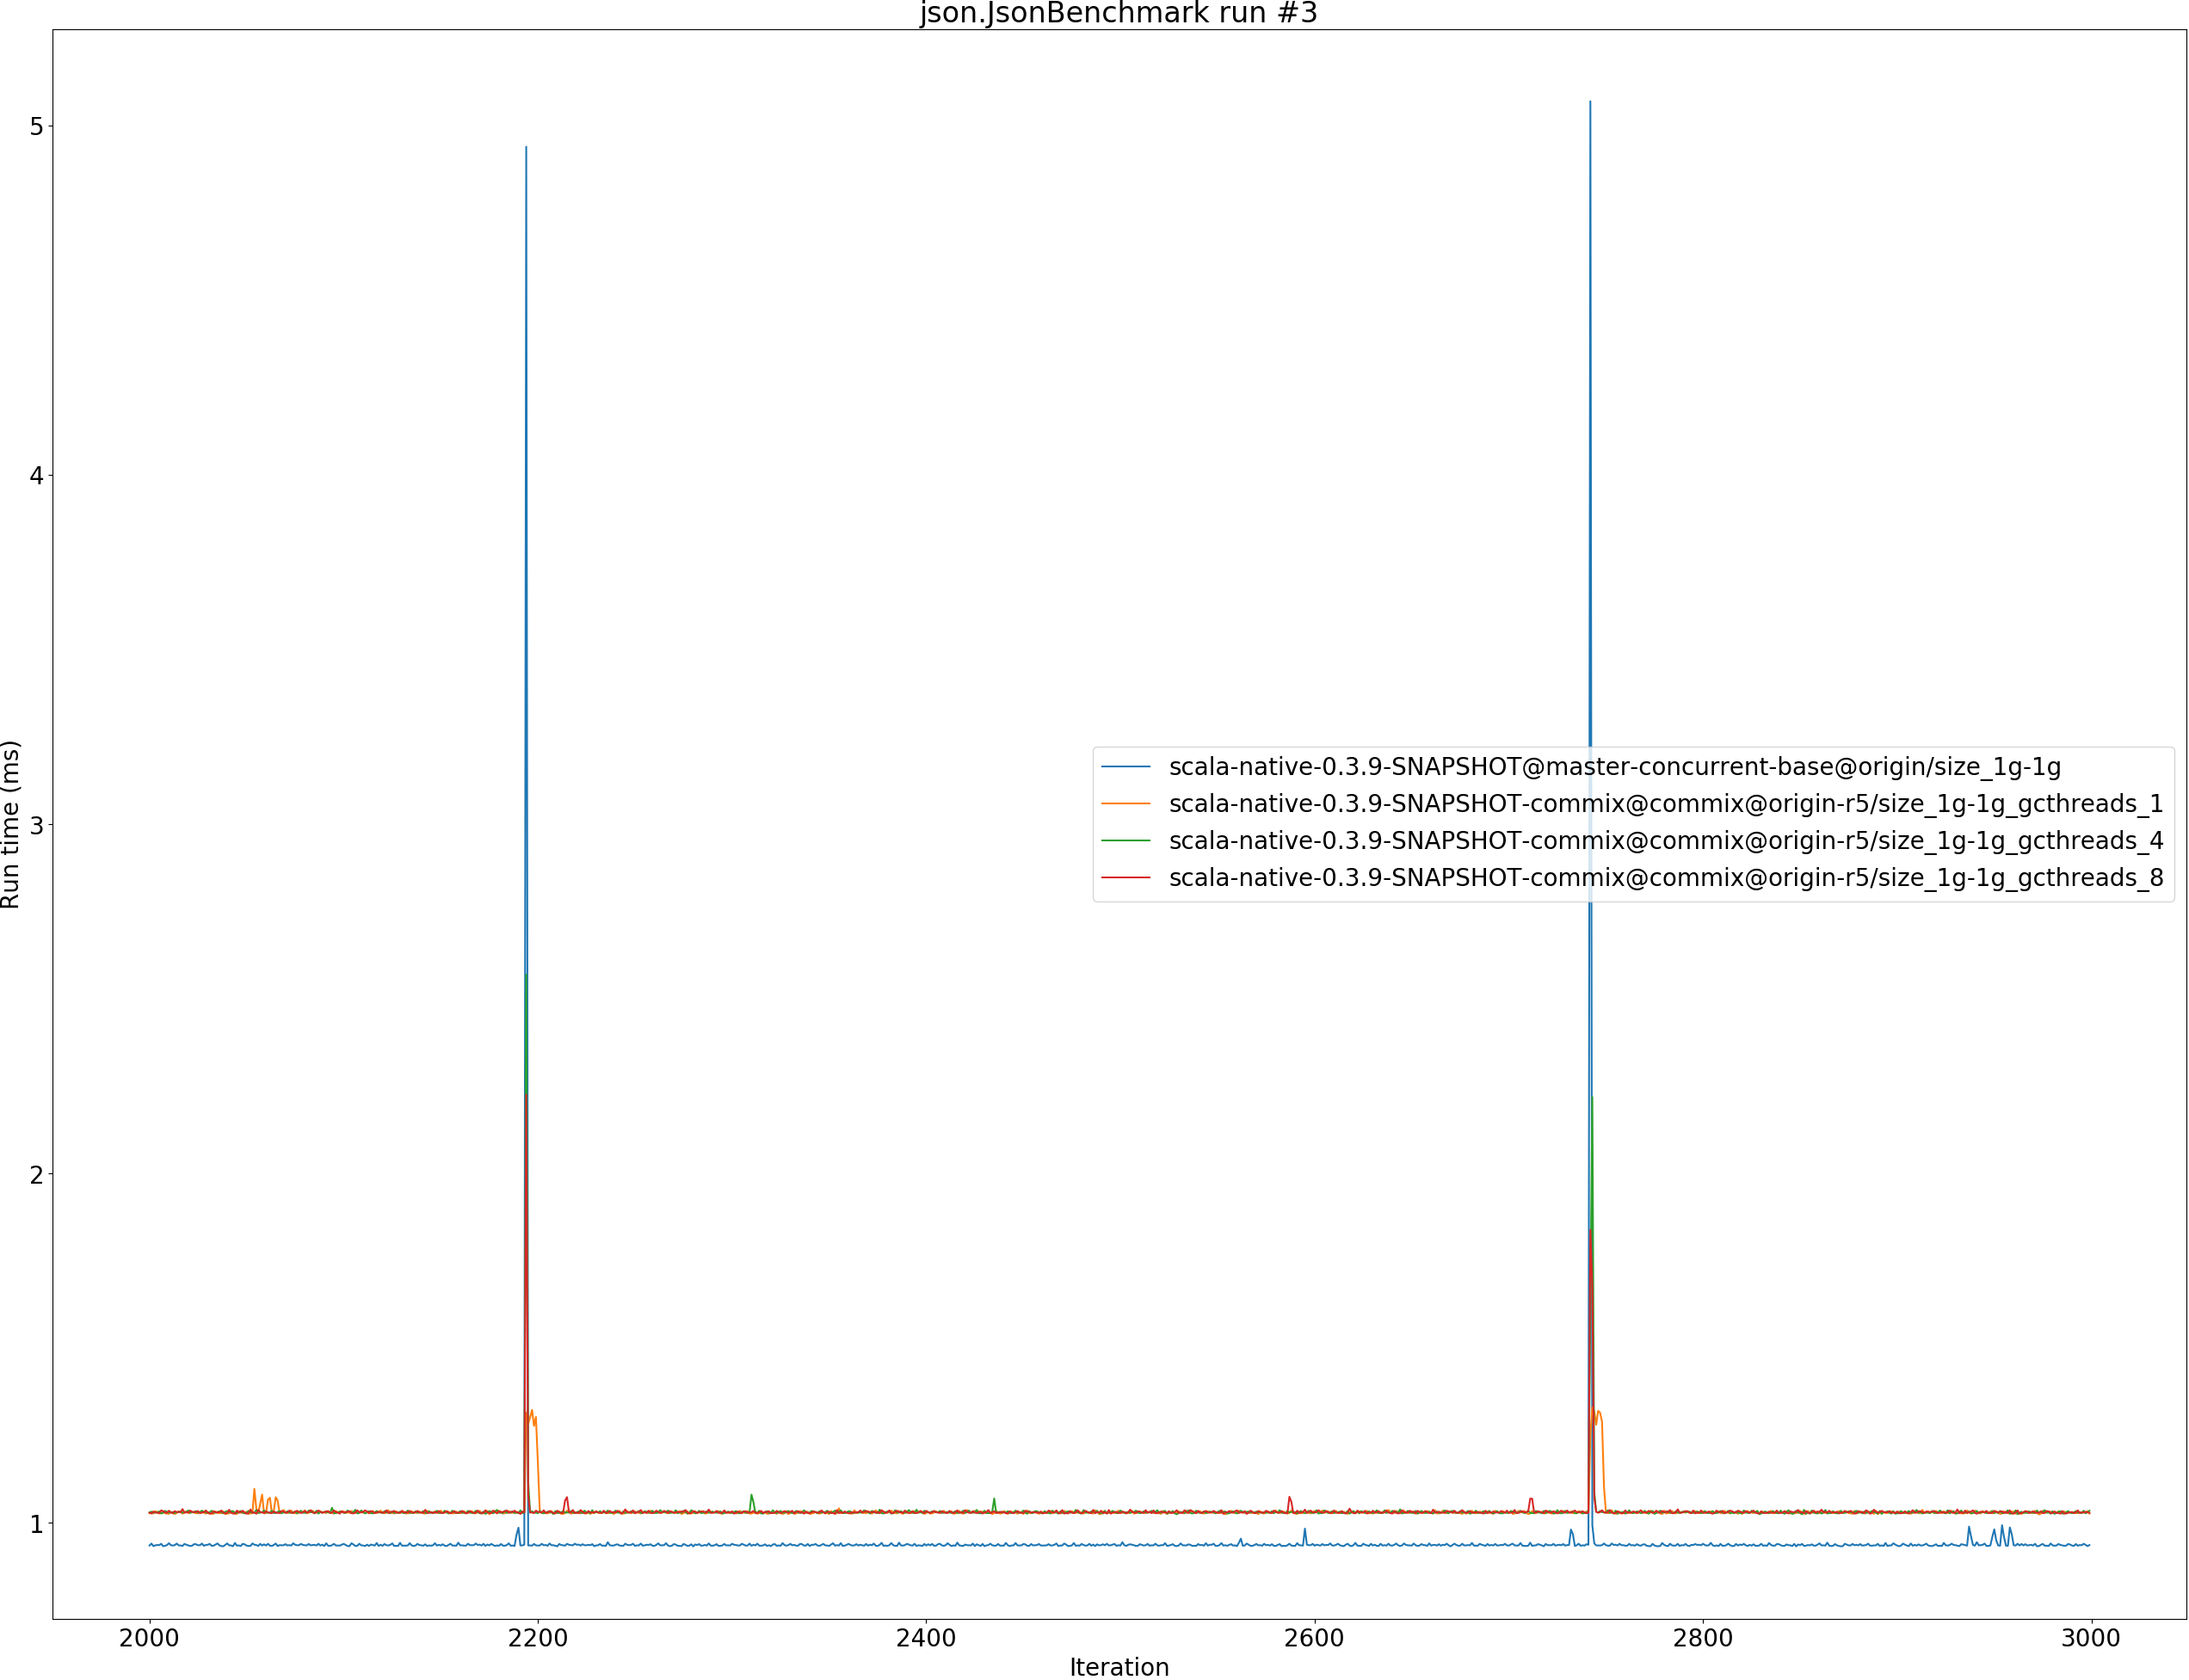 json.JsonBenchmark run #3
5
4
3
2
1
Run time (ms)
scala-native-0.3.9-SNAPSHOT@master-concurrent-base@origin/size_1g-1g
scala-native-0.3.9-SNAPSHOT-commix@commix@origin-r5/size_1g-1g_gcthreads_1
scala-native-0.3.9-SNAPSHOT-commix@commix@origin-r5/size_1g-1g_gcthreads_4
scala-native-0.3.9-SNAPSHOT-commix@commix@origin-r5/size_1g-1g_gcthreads_8
2000 2200 2400 2600 2800 3000
Iteration